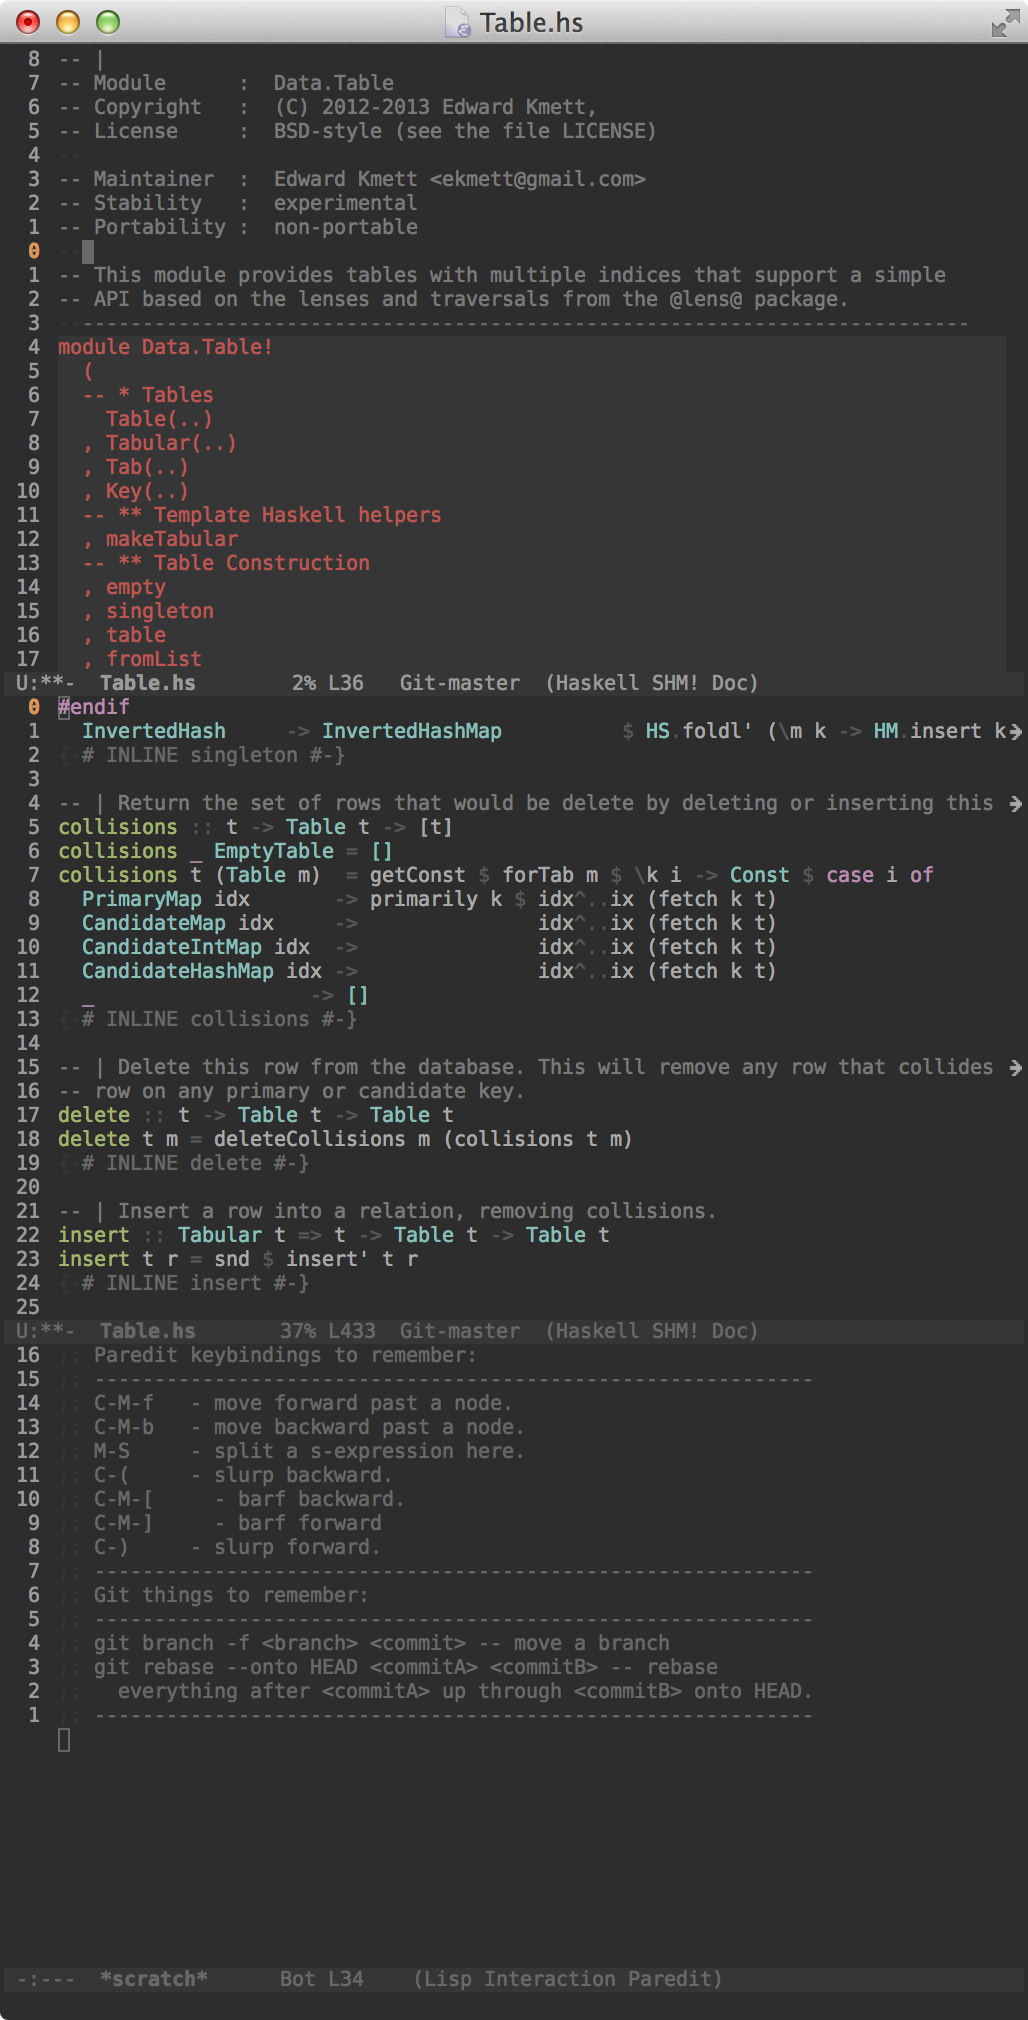 Table.hs
8 -- |
7 -- Module      :  Data.Table
6 -- Copyright   :  (C) 2012-2013 Edward Kmett,
5 -- License     :  BSD-style (see the file LICENSE)
4 --
3 -- Maintainer  :  Edward Kmett <ekmett@gmail.com>
2 -- Stability   :  experimental
1 -- Portability :  non-portable
0 --
1 -- This module provides tables with multiple indices that support a simple
2 -- API based on the lenses and traversals from the @lens@ package.
3 ----------------------------------------------------------------------------
4 module Data.Table!
5   (
6   -- * Tables
7     Table(..)
8   , Tabular(..)
9   , Tab(..)
10   , Key(..)
11   -- ** Template Haskell helpers
12   , makeTabular
13   -- ** Table Construction
14   , empty
15   , singleton
16   , table
17   , fromList
U:**-  Table.hs        2% L36   Git-master  (Haskell SHM! Doc)
0 #endif
1   InvertedHash     -> InvertedHashMap          $ HS.foldl' (\m k -> HM.insert k
2 {-# INLINE singleton #-}
3
4 -- | Return the set of rows that would be delete by deleting or inserting this
5 collisions :: t -> Table t -> [t]
6 collisions _ EmptyTable = []
7 collisions t (Table m)  = getConst $ forTab m $ \k i -> Const $ case i of
8   PrimaryMap idx       -> primarily k $ idx^..ix (fetch k t)
9   CandidateMap idx     ->               idx^..ix (fetch k t)
10   CandidateIntMap idx  ->               idx^..ix (fetch k t)
11   CandidateHashMap idx ->               idx^..ix (fetch k t)
12   _                  -> []
13 {-# INLINE collisions #-}
14
15 -- | Delete this row from the database. This will remove any row that collides
16 -- row on any primary or candidate key.
17 delete :: t -> Table t -> Table t
18 delete t m = deleteCollisions m (collisions t m)
19 {-# INLINE delete #-}
20
21 -- | Insert a row into a relation, removing collisions.
22 insert :: Tabular t => t -> Table t -> Table t
23 insert t r = snd $ insert' t r
24 {-# INLINE insert #-}
25
U:**-  Table.hs       37% L433  Git-master  (Haskell SHM! Doc)
16 ;; Paredit keybindings to remember:
15 ;; ------------------------------------------------------------
14 ;; C-M-f   - move forward past a node.
13 ;; C-M-b   - move backward past a node.
12 ;; M-S     - split a s-expression here.
11 ;; C-(     - slurp backward.
10 ;; C-M-[     - barf backward.
9 ;; C-M-]     - barf forward
8 ;; C-)     - slurp forward.
7 ;; ------------------------------------------------------------
6 ;; Git things to remember:
5 ;; ------------------------------------------------------------
4 ;; git branch -f <branch> <commit> -- move a branch
3 ;; git rebase --onto HEAD <commitA> <commitB> -- rebase
2 ;;   everything after <commitA> up through <commitB> onto HEAD.
1 ;; ------------------------------------------------------------
-:---  *scratch*      Bot L34    (Lisp Interaction Paredit)